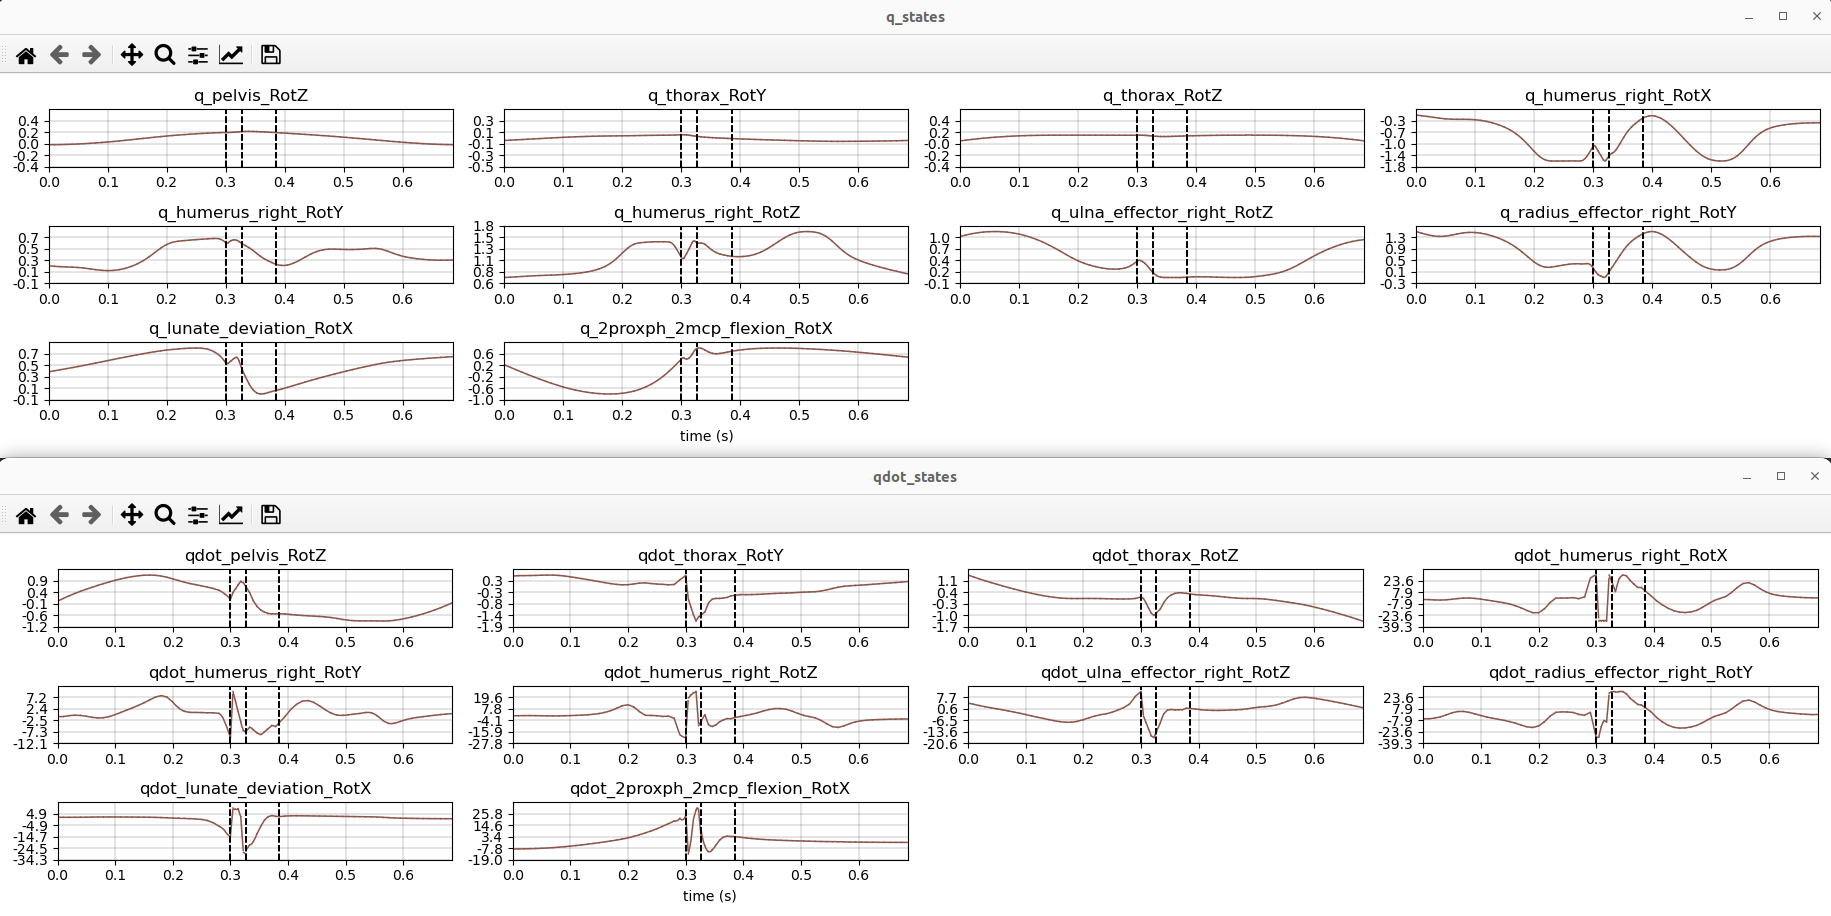 q_states
q_pelvis_RotZ
0.4
0.2
0.0
-0.2
-0.4
0.0 0.1 0.2 0.3 0.4 0.5 0.6
q_thorax_RotY
0.3
0.1
-0.1
-0.3
-0.5
0.0 0.1 0.2 0.3 0.4 0.5 0.6
q_thorax_RotZ
0.4
0.2
-0.0
-0.2
-0.4
0.0 0.1 0.2 0.3 0.4 0.5 0.6
q_humerus_right_RotX
-0.3
-0.7
-1.0
-1.4
-1.8
0.0 0.1 0.2 0.3 0.4 0.5 0.6
q_humerus_right_RotY
0.7
0.5
0.3
0.1
-0.1
0.0 0.1 0.2 0.3 0.4 0.5 0.6
q_humerus_right_RotZ
1.8
1.5
1.3
1.1
0.8
0.6
0.0 0.1 0.2 0.3 0.4 0.5 0.6
q_ulna_effector_right_RotZ
1.0
0.7
0.4
0.2
-0.1
0.0 0.1 0.2 0.3 0.4 0.5 0.6
q_radius_effector_right_RotY
1.3
0.9
0.5
0.1
-0.3
0.0 0.1 0.2 0.3 0.4 0.5 0.6
q_lunate_deviation_RotX
0.7
0.5
0.3
0.1
-0.1
0.0 0.1 0.2 0.3 0.4 0.5 0.6
q_2proxph_2mcp_flexion_RotX
0.6
0.2
-0.2
-0.6
-1.0
0.0 0.1 0.2 0.3 0.4 0.5 0.6
time (s)
qdot_states
qdot_pelvis_RotZ
0.9
0.4
-0.1
-0.6
-1.2
0.0 0.1 0.2 0.3 0.4 0.5 0.6
qdot_thorax_RotY
0.3
-0.3
-0.8
-1.4
-1.9
0.0 0.1 0.2 0.3 0.4 0.5 0.6
qdot_thorax_RotZ
1.1
0.4
-0.3
-1.0
-1.7
0.0 0.1 0.2 0.3 0.4 0.5 0.6
qdot_humerus_right_RotX
23.6
7.9
-7.9
-23.6
-39.3
0.0 0.1 0.2 0.3 0.4 0.5 0.6
qdot_humerus_right_RotY
7.2
2.4
-2.5
-7.3
-12.1
0.0 0.1 0.2 0.3 0.4 0.5 0.6
qdot_humerus_right_RotZ
19.6
7.8
-4.1
-15.9
-27.8
0.0 0.1 0.2 0.3 0.4 0.5 0.6
qdot_ulna_effector_right_RotZ
7.7
0.6
-6.5
-13.6
-20.6
0.0 0.1 0.2 0.3 0.4 0.5 0.6
qdot_radius_effector_right_RotY
23.6
7.9
-7.9
-23.6
-39.3
0.0 0.1 0.2 0.3 0.4 0.5 0.6
qdot_lunate_deviation_RotX
4.9
-4.9
-14.7
-24.5
-34.3
0.0 0.1 0.2 0.3 0.4 0.5 0.6
qdot_2proxph_2mcp_flexion_RotX
25.8
14.6
3.4
-7.8
-19.0
0.0 0.1 0.2 0.3 0.4 0.5 0.6
time (s)